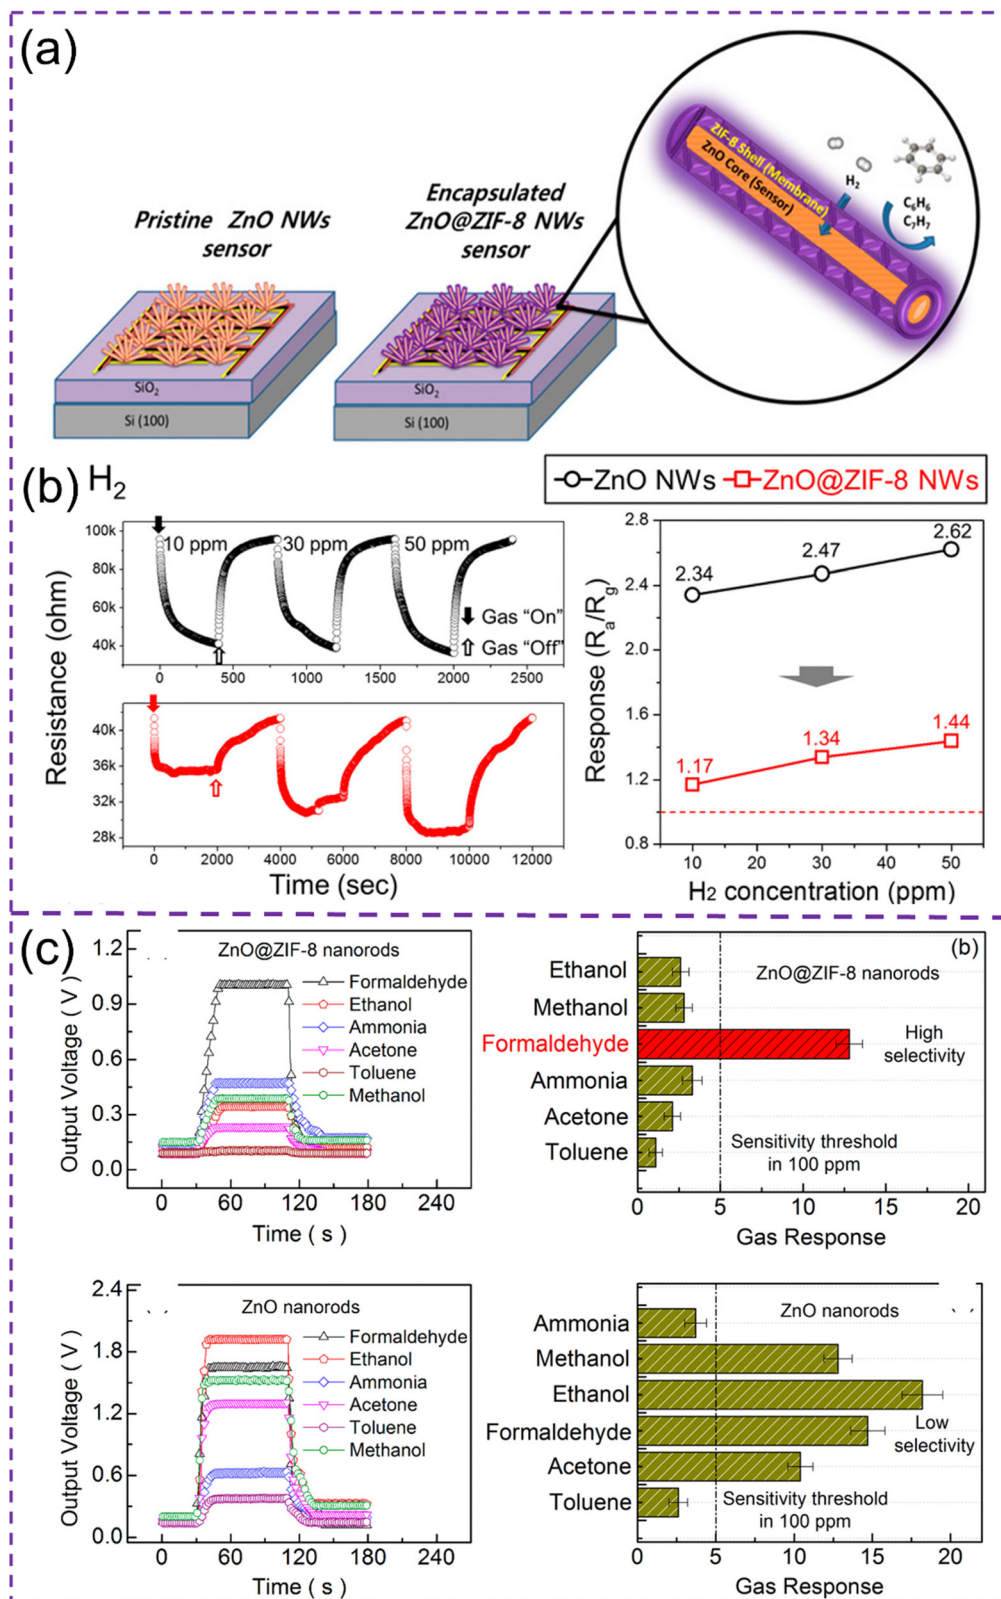 (a)
Pristine ZnO NWs
sensor
Encapsulated
ZnO@ZIF-8 NWs
sensor
ZIF-8 Shell (Membrane)
ZnO Core (Sensor)
H2
C6H6
C7H7
SiO2
Si (100)
SiO2
Si (100)
(b) H2
ZnO NWs
ZnO@ZIF-8 NWs
Resistance (ohm)
100k
80k
60k
40k
10 ppm
30 ppm
50 ppm
Gas "On"
Gas "Off"
0
500
1000
1500
2000
2500
40k
36k
32k
28k
0
2000
4000
6000
8000
10000
12000
Time (sec)
Response (Ra/Rg)
2.8
2.4
2.0
1.6
1.2
0.8
2.34
2.47
2.62
1.17
1.34
1.44
10
20
30
40
50
H2 concentration (ppm)
(c)
Output Voltage ( V )
1.2
0.9
0.6
0.3
0.0
ZnO@ZIF-8 nanorods
Formaldehyde
Ethanol
Ammonia
Acetone
Toluene
Methanol
0
60
120
180
240
Time ( s )
(b)
ZnO@ZIF-8 nanorods
Ethanol
Methanol
Formaldehyde
Ammonia
Acetone
Toluene
High
selectivity
Sensitivity threshold
in 100 ppm
0
5
10
15
20
Gas Response
Output Voltage ( V )
2.4
1.8
1.2
0.6
0.0
ZnO nanorods
Formaldehyde
Ethanol
Ammonia
Acetone
Toluene
Methanol
0
60
120
180
240
Time ( s )
ZnO nanorods
Ammonia
Methanol
Ethanol
Formaldehyde
Acetone
Toluene
Low
selectivity
Sensitivity threshold
in 100 ppm
0
5
10
15
20
Gas Response